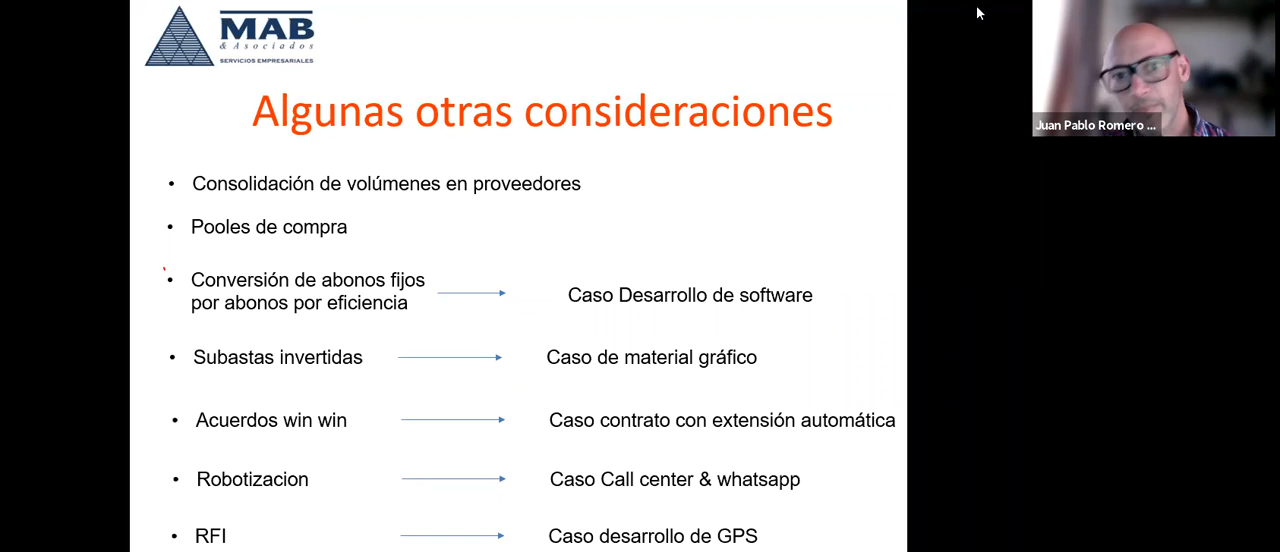 MAB
& Asociados
SERVICIOS EMPRESARIALES
Algunas otras consideraciones
Juan Pablo Romero ...
• Consolidación de volúmenes en proveedores
• Pooles de compra
• Conversión de abonos fijos
por abonos por eficiencia
Caso Desarrollo de software
• Subastas invertidas
Caso de material gráfico
• Acuerdos win win
Caso contrato con extensión automática
• Robotizacion
Caso Call center & whatsapp
• RFI
Caso desarrollo de GPS